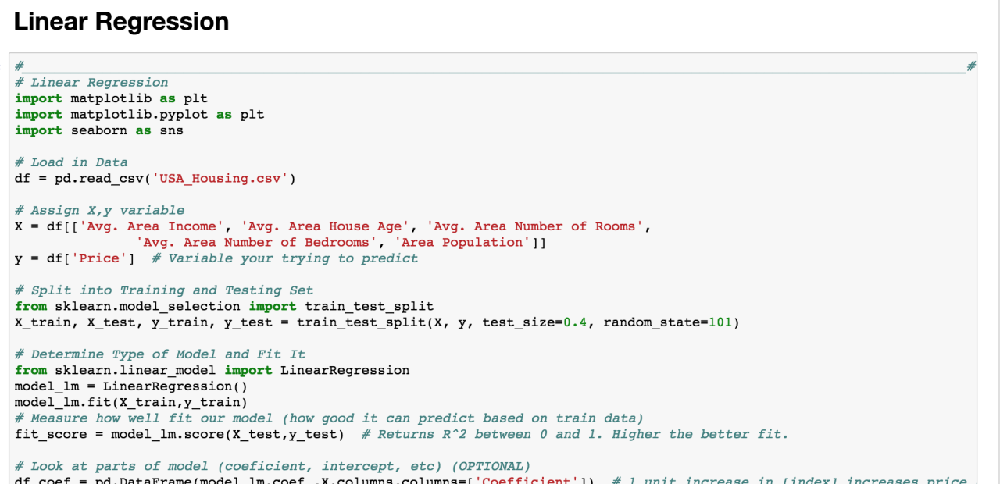 Linear Regression
#______________________________________________________________________________________________________________________#
# Linear Regression
import matplotlib as plt
import matplotlib.pyplot as plt
import seaborn as sns
# Load in Data
df = pd.read_csv('USA_Housing.csv')
# Assign X,y variable
X = df[['Avg. Area Income', 'Avg. Area House Age', 'Avg. Area Number of Rooms',
'Avg. Area Number of Bedrooms', 'Area Population']]
y = df['Price']  # Variable your trying to predict
# Split into Training and Testing Set
from sklearn.model_selection import train_test_split
X_train, X_test, y_train, y_test = train_test_split(X, y, test_size=0.4, random_state=101)
# Determine Type of Model and Fit It
from sklearn.linear_model import LinearRegression
model_lm = LinearRegression()
model_lm.fit(X_train,y_train)
# Measure how well fit our model (how good it can predict based on train data)
fit_score = model_lm.score(X_test,y_test)  # Returns R^2 between 0 and 1. Higher the better fit.
# Look at parts of model (coeficient, intercept, etc) (OPTIONAL)
df_coef = pd.DataFrame(model_lm.coef_,X.columns,columns=['Coefficient'])  # 1 unit increase in [index] increases price